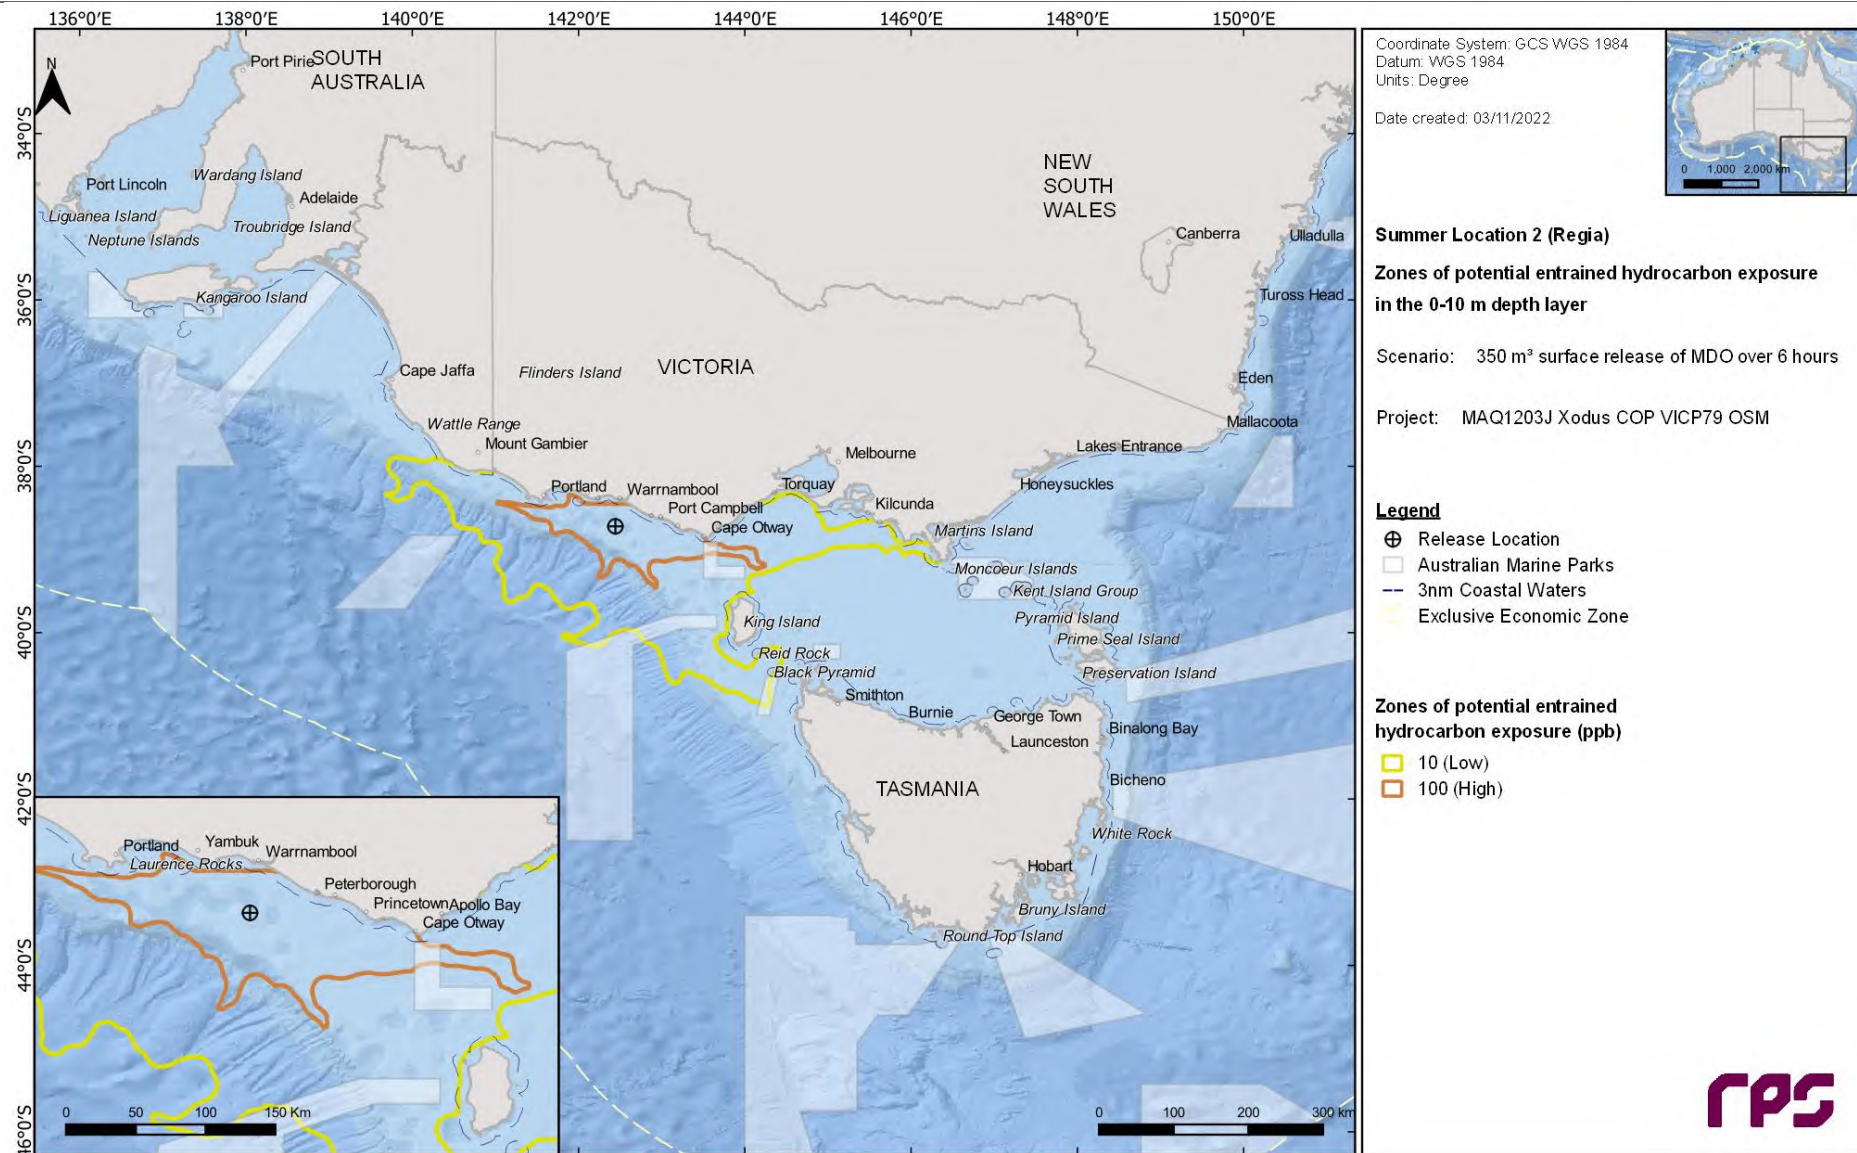 136°0'E 138°0'E 140°0'E 142°0'E 144°0'E 146°0'E 148°0'E 150°0'E
34°0'S
36°0'S
38°0'S
40°0'S
42°0'S
44°0'S
46°0'S
N
Port Pirie
SOUTH
AUSTRALIA
Wardang Island
Port Lincoln
Adelaide
Liguanea Island
Troubridge Island
Neptune Islands
Kangaroo Island
NEW
SOUTH
WALES
Canberra
Ulladulla
Tuross Head
Cape Jaffa
Flinders Island
VICTORIA
Eden
Wattle Range
Mallacoota
Mount Gambier
Lakes Entrance
Melbourne
Portland
Warrnambool
Torquay
Honeysuckles
Port Campbell
Kilcunda
Cape Otway
Martins Island
Moncoeur Islands
Kent Island Group
King Island
Pyramid Island
Prime Seal Island
Reid Rock
Black Pyramid
Preservation Island
Smithton
Burnie
George Town
Binalong Bay
Launceston
TASMANIA
Bicheno
White Rock
Hobart
Bruny Island
Round Top Island
0 100 200 300 km
Portland
Yambuk
Warrnambool
Laurence Rocks
Peterborough
Princetown
Apollo Bay
Cape Otway
0 50 100 150 Km
Coordinate System: GCS WGS 1984
Datum: WGS 1984
Units: Degree
Date created: 03/11/2022
0 1,000 2,000 km
Summer Location 2 (Regia)
Zones of potential entrained hydrocarbon exposure
in the 0-10 m depth layer
Scenario: 350 m³ surface release of MDO over 6 hours
Project: MAQ1203J Xodus COP VICP79 OSM
Legend
Release Location
Australian Marine Parks
3nm Coastal Waters
Exclusive Economic Zone
Zones of potential entrained
hydrocarbon exposure (ppb)
10 (Low)
100 (High)
rps